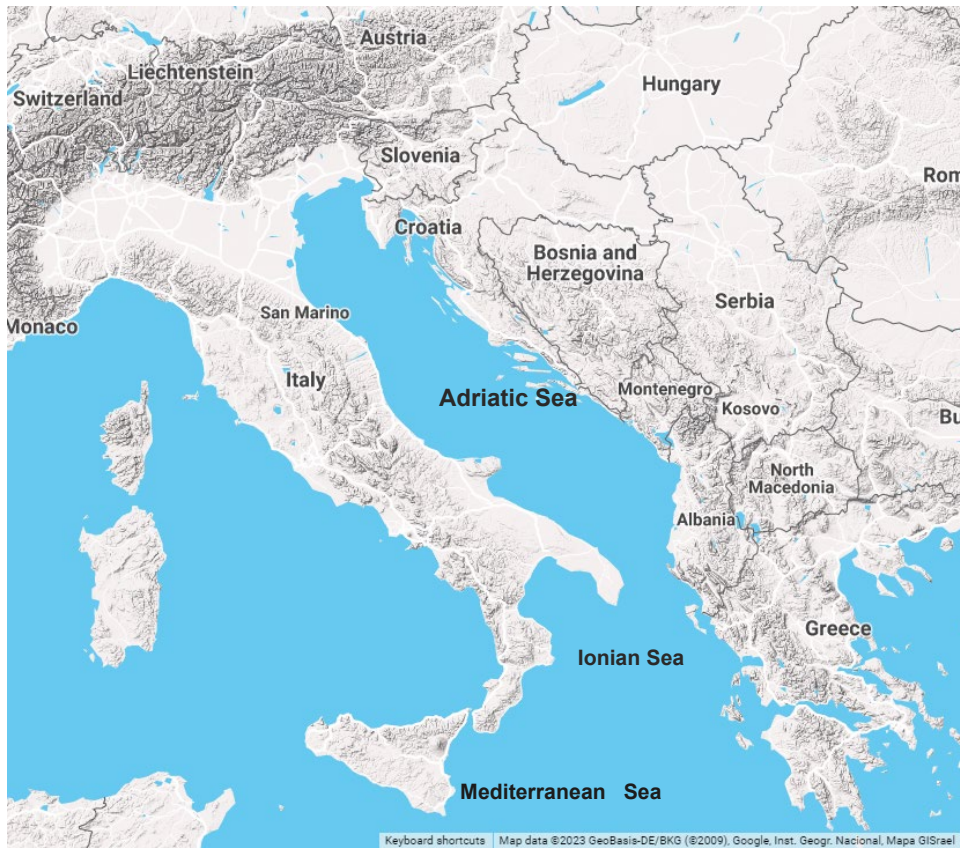 Austria
Liechtenstein
Switzerland
Hungary
Slovenia
Rom
Croatia
Bosnia and
Herzegovina
Serbia
San Marino
Monaco
Italy
Montenegro
Adriatic Sea
Kosovo
Bu
North
Macedonia
Albania
Greece
Ionian Sea
Mediterranean Sea
Keyboard shortcuts
Map data ©2023 GeoBasis-DE/BKG (©2009), Google, Inst. Geogr. Nacional, Mapa GISrael